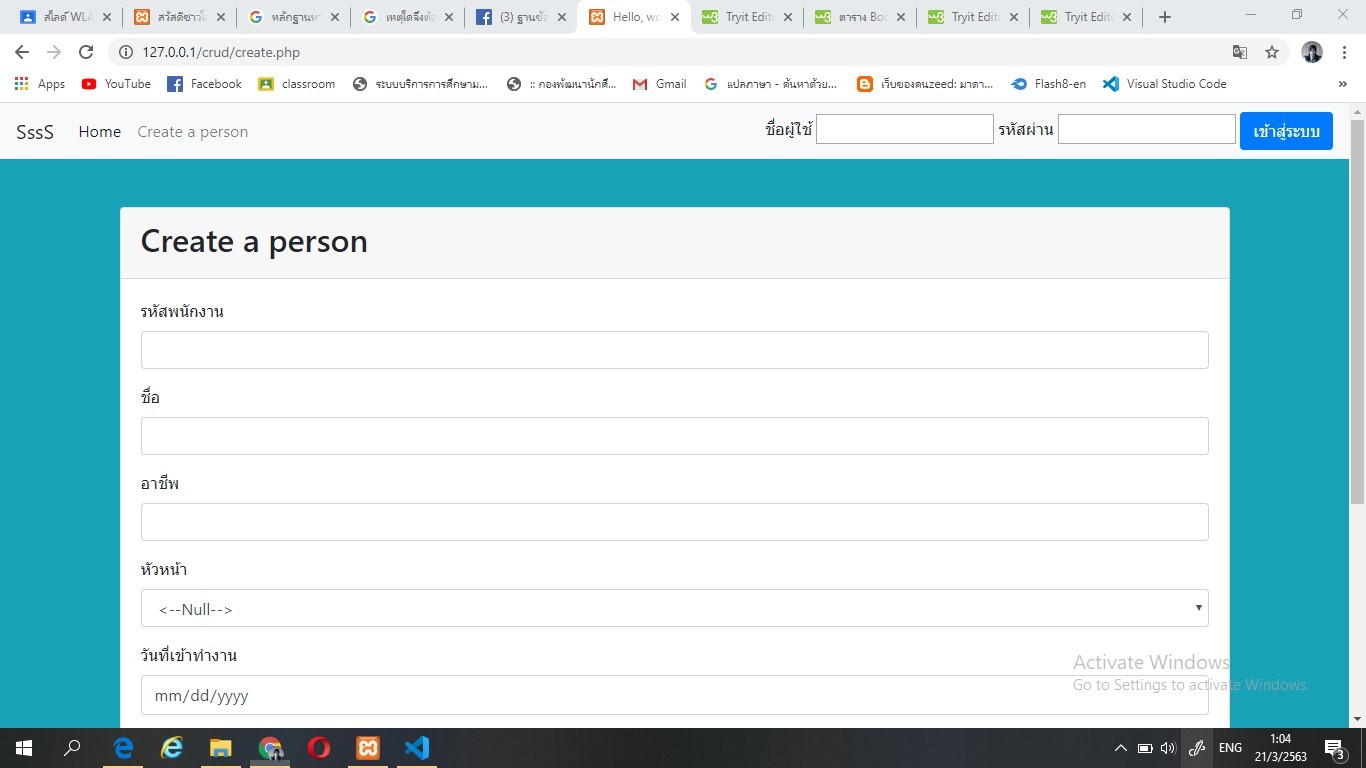 สไลด์ WLA
สวัสดีชาวโ
หลักฐานทา
เหตุใดจึงต้อ
(3) ฐานข้อ
Hello, wo
Tryit Edito
ตาราง Boo
Tryit Edito
Tryit Edito
127.0.0.1/crud/create.php
Apps
YouTube
Facebook
classroom
ระบบบริการการศึกษาม...
:: กองพัฒนานักศึ...
Gmail
แปลภาษา - ค้นหาด้วย...
เว็บของคนzeed: มาดา...
Flash8-en
Visual Studio Code
SssS Home Create a person
ชื่อผู้ใช้ รหัสผ่าน เข้าสู่ระบบ
Create a person
รหัสพนักงาน
ชื่อ
อาชีพ
หัวหน้า
<--Null-->
วันที่เข้าทำงาน
mm/dd/yyyy
Activate Windows
Go to Settings to activate Windows.
ENG
1:04
21/3/2563
3